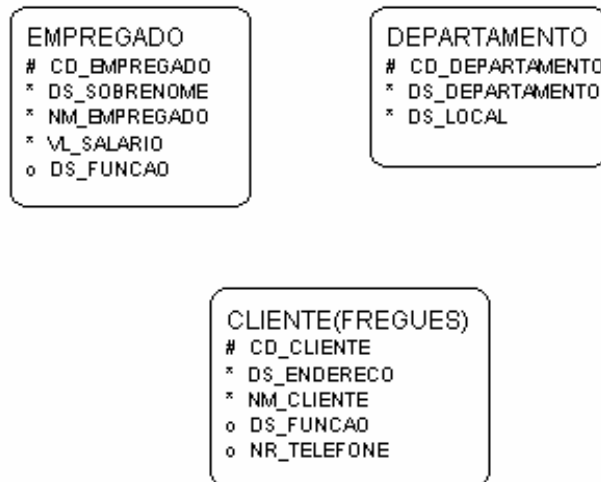 EMPREGADO
# CD_EMPREGADO
* DS_SOBRENOME
* NM_EMPREGADO
* VL_SALARIO
o DS_FUNCAO
DEPARTAMENTO
# CD_DEPARTAMENTO
* DS_DEPARTAMENTO
* DS_LOCAL
CLIENTE(FREGUES)
# CD_CLIENTE
* DS_ENDERECO
* NM_CLIENTE
o DS_FUNCAO
o NR_TELEFONE